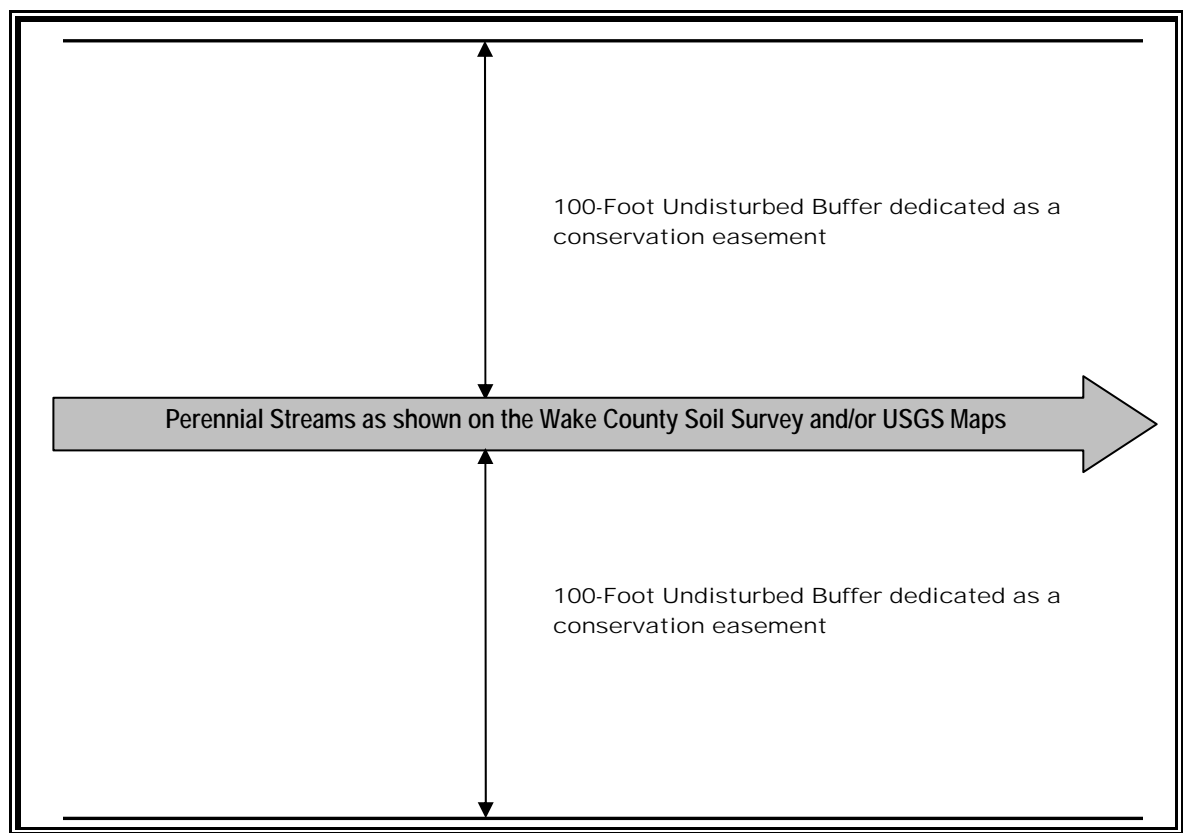 100-Foot Undisturbed Buffer dedicated as a
conservation easement
Perennial Streams as shown on the Wake County Soil Survey and/or USGS Maps
100-Foot Undisturbed Buffer dedicated as a
conservation easement